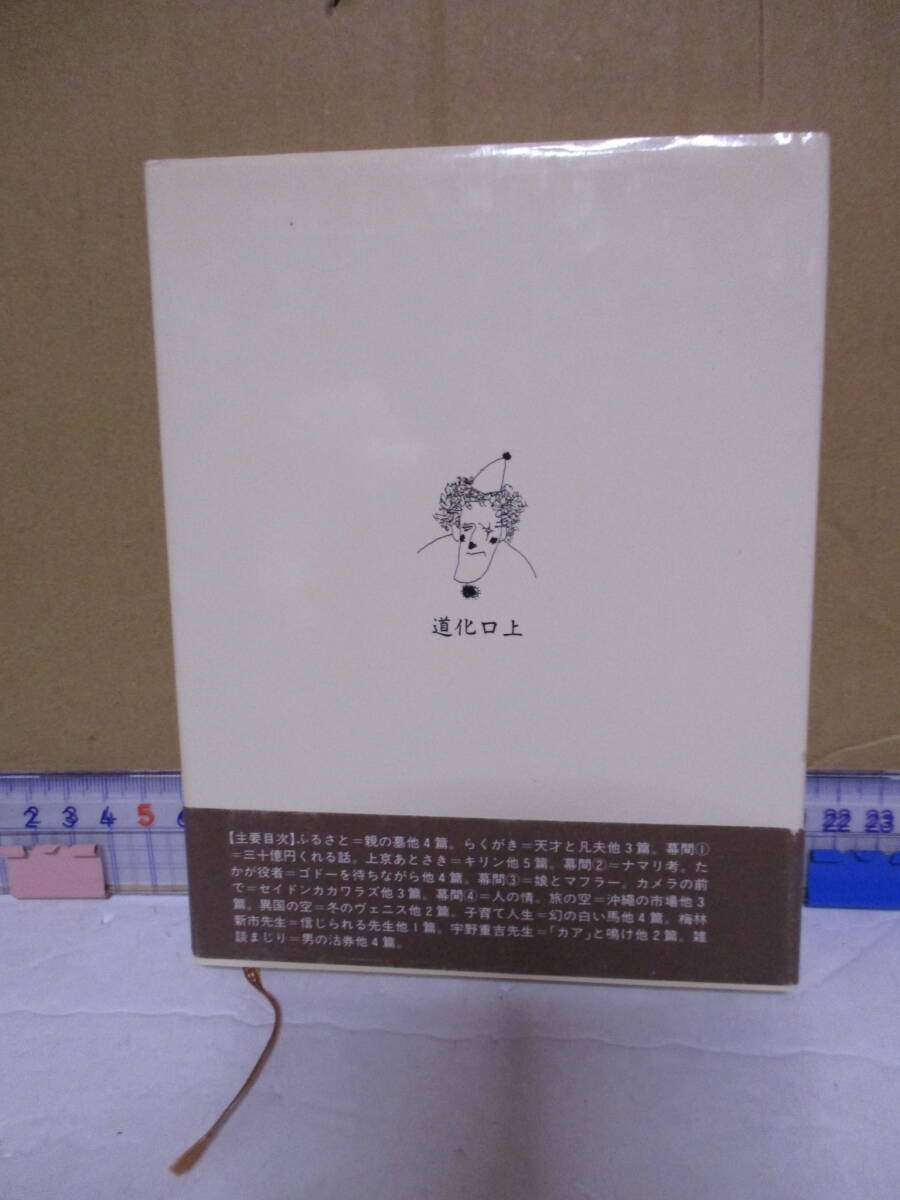 道化口上
2 3 4 5 6
22 23
【主要目次】ふるさと＝親の墓他4篇。らくがき＝天才と凡夫他3篇。幕間①
＝三十億円くれる話。上京あとさき＝キリン他5篇。幕間②＝ナマリ考。た
かが役者＝ゴドーを待ちながら他4篇。幕間③＝娘とマフラー。カメラの前
で＝セイドンカカワラズ他3篇。幕間④＝人の情。旅の空＝沖縄の市場他3
篇。異国の空＝冬のヴェニス他2篇。子育て人生＝幻の白い馬他4篇。梅林
新市先生＝信じられる先生他1篇。宇野重吉先生＝「カア」と鳴け他2篇。雑
談まじり＝男の沽券他4篇。